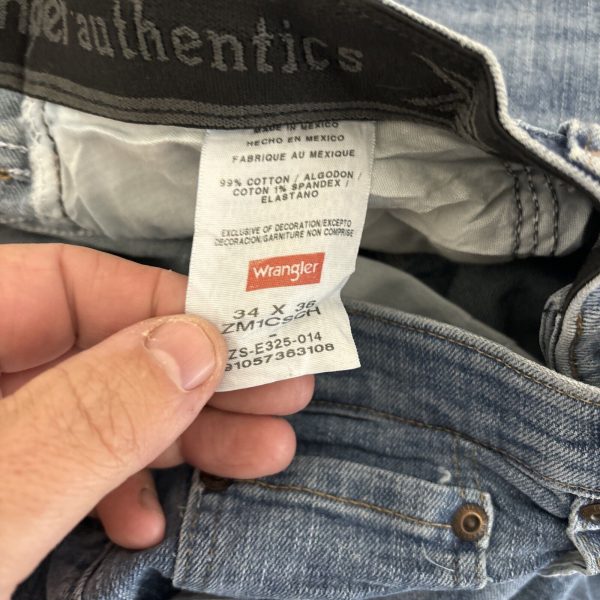 authentics
MADE IN MEXICO
HECHO EN MEXICO
FABRIQUE AU MEXIQUE
99% COTTON / ALGODON /
COTON 1% SPANDEX /
ELASTANO
EXCLUSIVE OF DECORATION/EXCEPTO
DECORACION/GARNITURE NON COMPRISE
Wrangler
34 X 36
ZM1CSCH
-
ZS-E325-014
91057363108